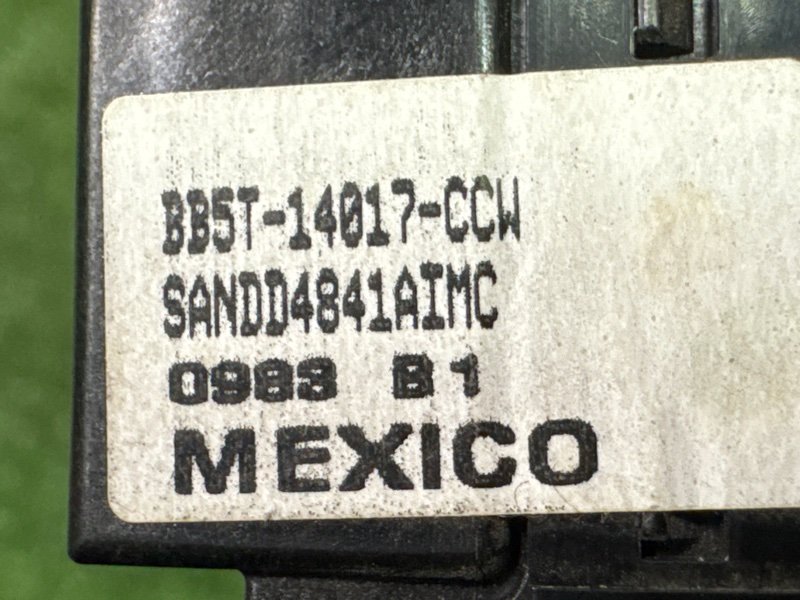 BB5T-14017-CCW
SANDD4841AIMC
0983 B1
MEXICO